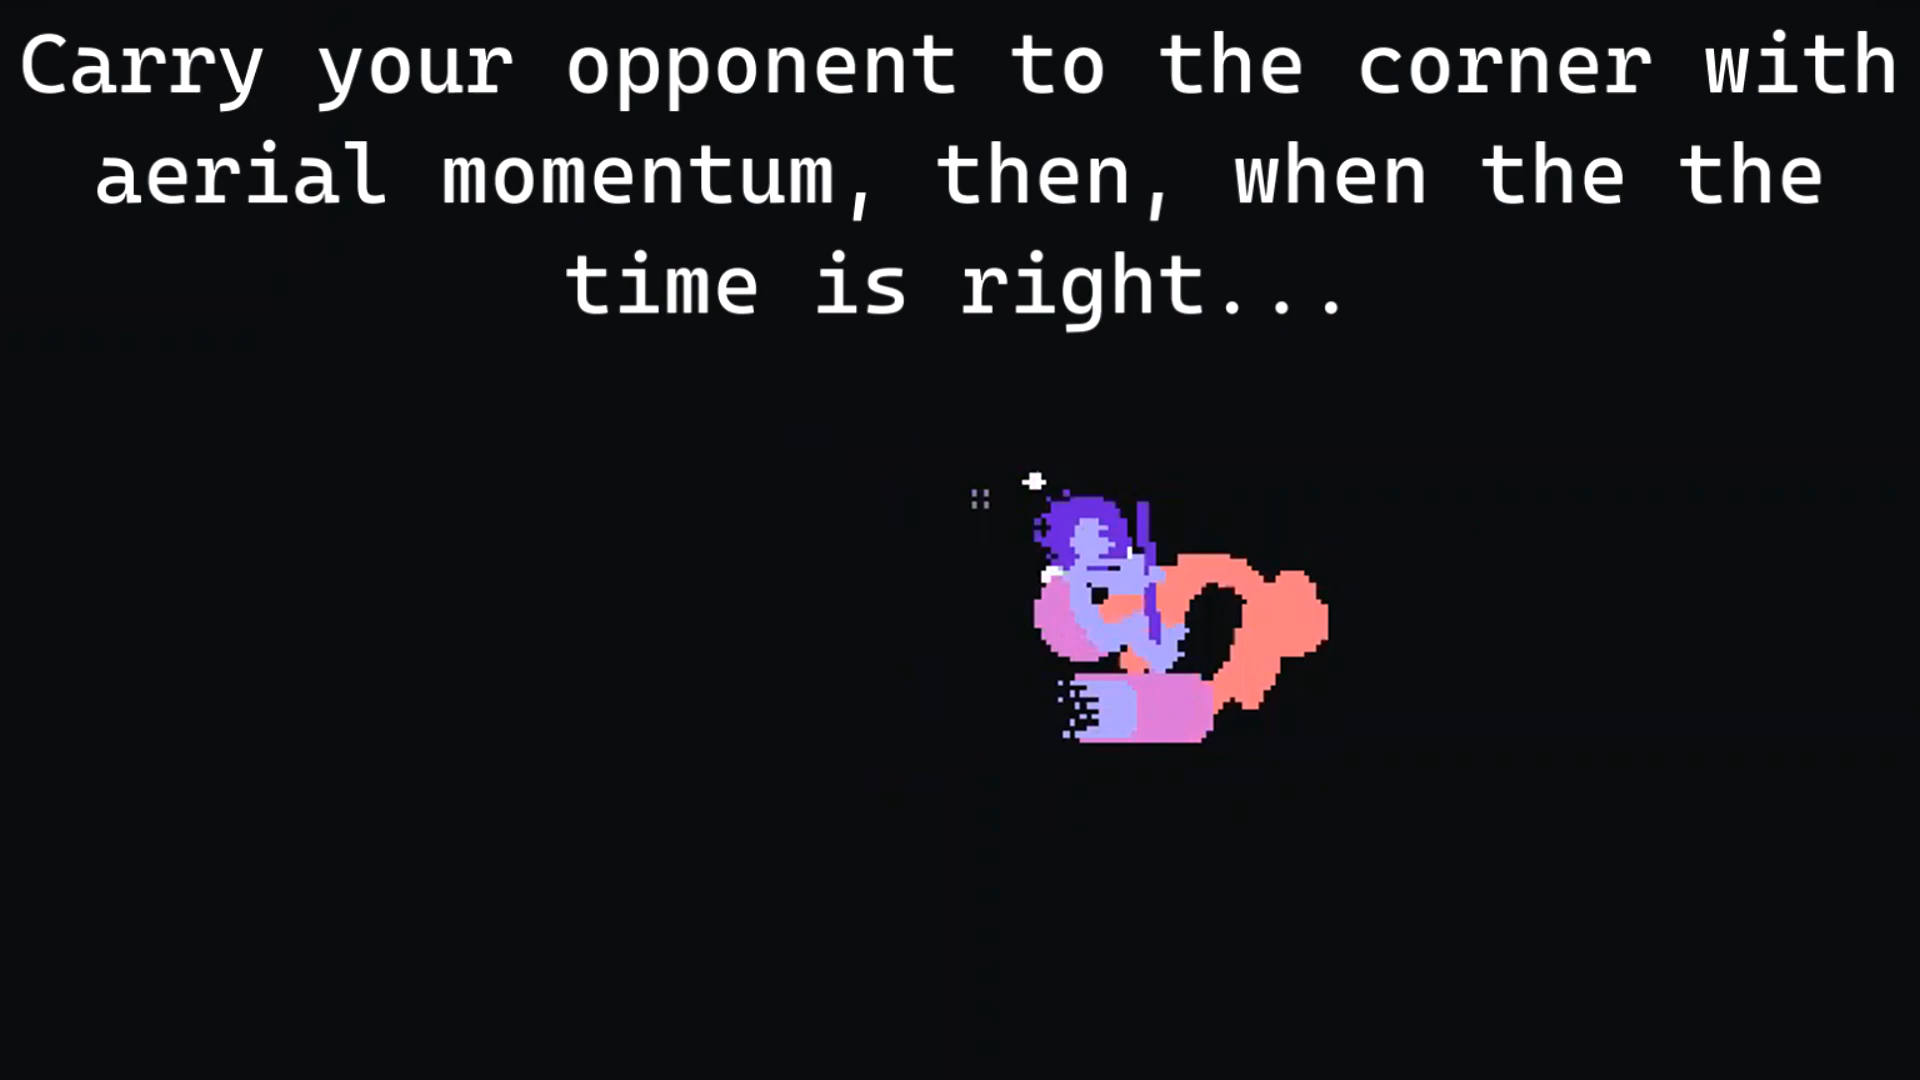 Carry your opponent to the corner with
aerial momentum, then, when the the
time is right...